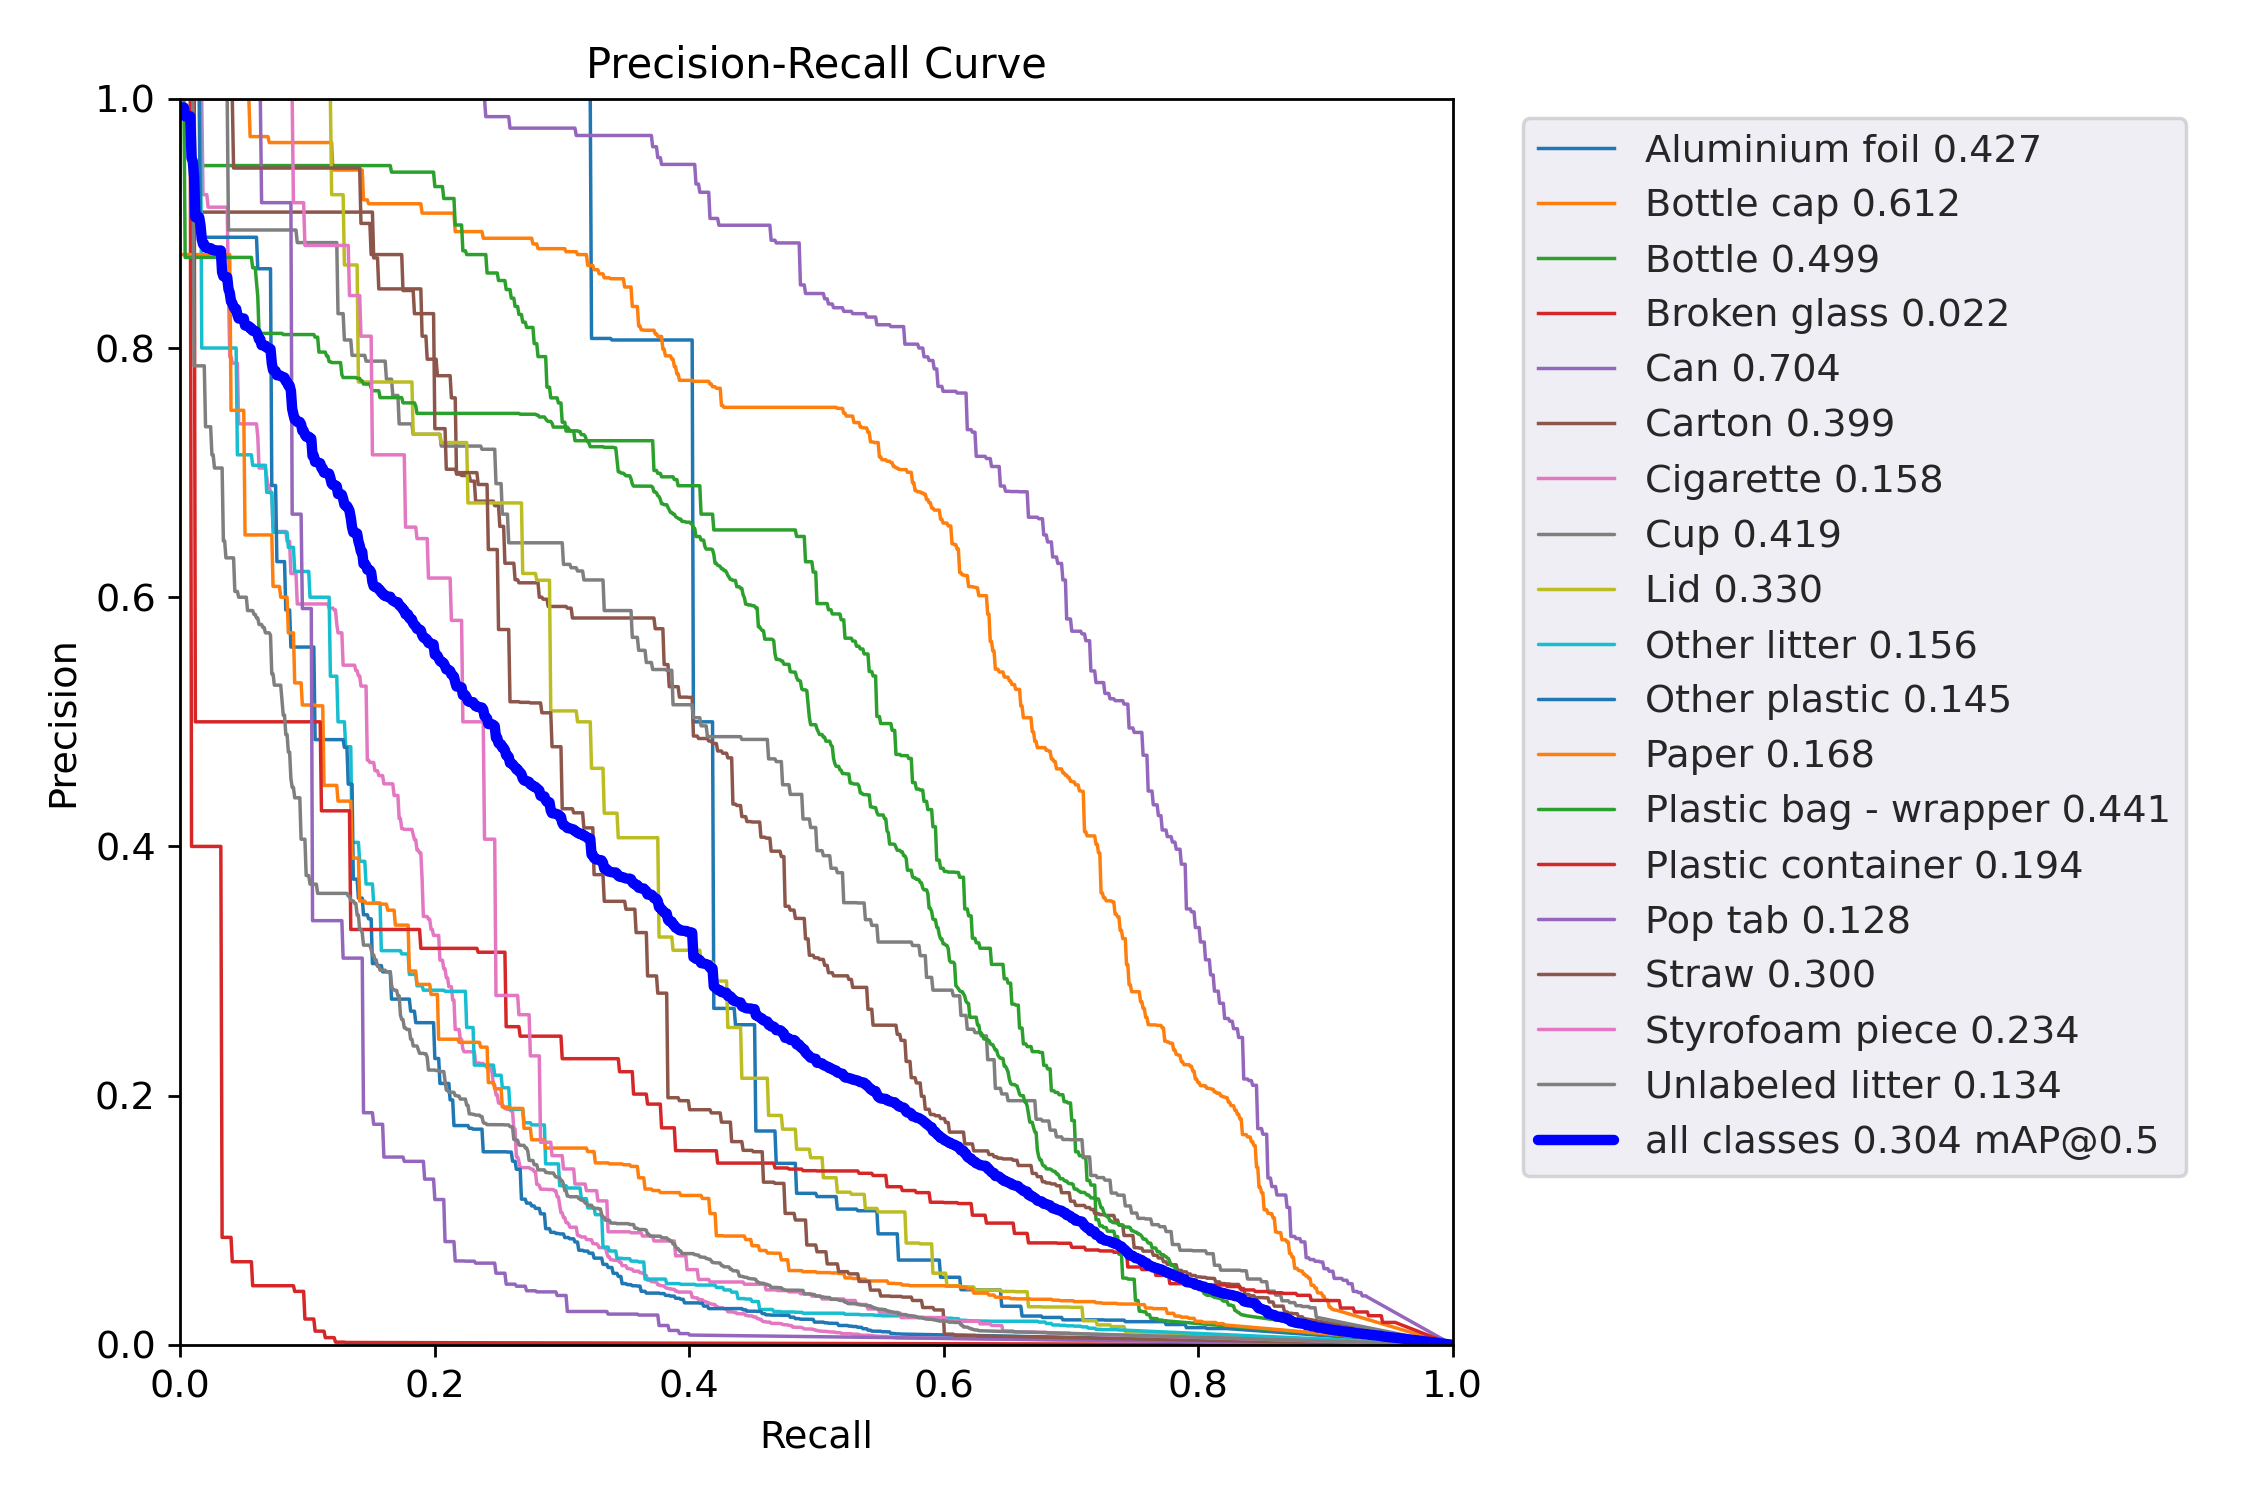 Precision-Recall Curve
1.0
0.8
0.6
0.4
0.2
0.0
Precision
0.0 0.2 0.4 0.6 0.8 1.0
Recall
Aluminium foil 0.427
Bottle cap 0.612
Bottle 0.499
Broken glass 0.022
Can 0.704
Carton 0.399
Cigarette 0.158
Cup 0.419
Lid 0.330
Other litter 0.156
Other plastic 0.145
Paper 0.168
Plastic bag - wrapper 0.441
Plastic container 0.194
Pop tab 0.128
Straw 0.300
Styrofoam piece 0.234
Unlabeled litter 0.134
all classes 0.304 mAP@0.5